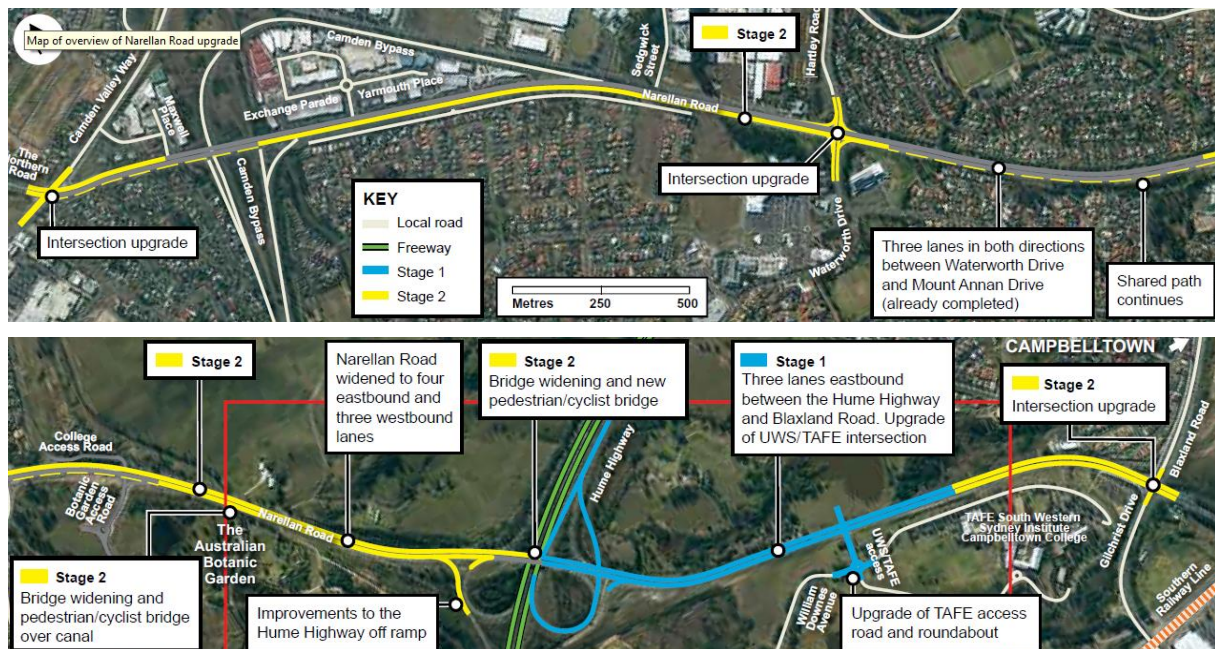 Map of overview of Narellan Road upgrade
Camden Valley Way
Maxwell
Place
The
Northern
Road
Intersection upgrade
Camden Bypass
Exchange Parade
Yarmouth Place
Camden Bypass
KEY
Local road
Freeway
Stage 1
Stage 2
Metres 250 500
Sedgwick
Street
Narellan Road
Stage 2
Hartley Road
Intersection upgrade
Waterworth Drive
Three lanes in both directions
between Waterworth Drive
and Mount Annan Drive
(already completed)
Shared path
continues
College
Access Road
Botanic
Garden
Access
Road
Stage 2
Stage 2
Bridge widening and
pedestrian/cyclist bridge
over canal
The
Australian
Botanic
Garden
Narellan Road
Narellan Road
widened to four
eastbound and
three westbound
lanes
Improvements to the
Hume Highway off ramp
Stage 2
Bridge widening and new
pedestrian/cyclist bridge
Hume Highway
Stage 1
Three lanes eastbound
between the Hume Highway
and Blaxland Road. Upgrade
of UWS/TAFE intersection
William
Downes
Avenue
UWS/TAFE
access
Upgrade of TAFE access
road and roundabout
TAFE South Western
Sydney Institute
Campbelltown College
CAMPBELLTOWN
Stage 2
Intersection upgrade
Blaxland Road
Gilchrist Drive
Southern
Railway Line